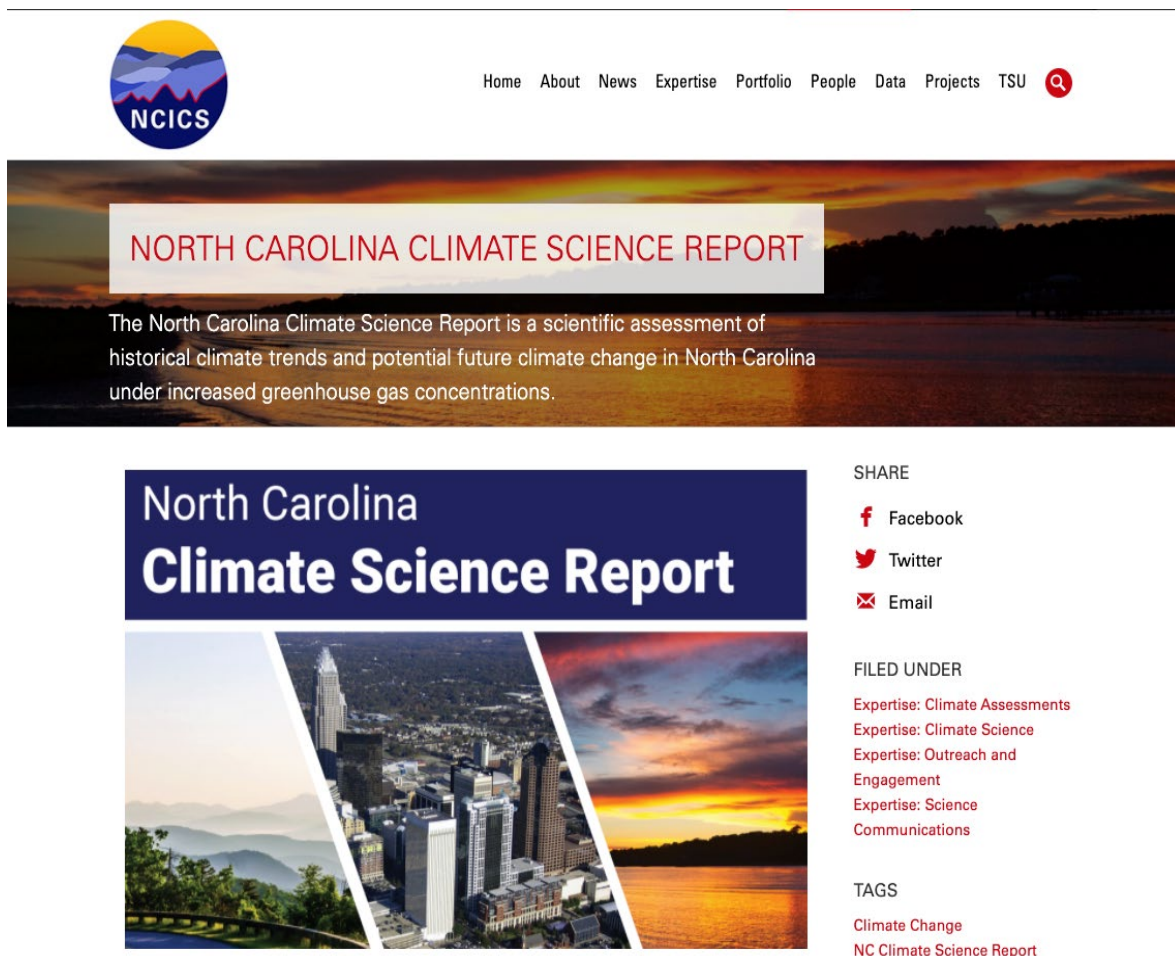 NCICS
Home About News Expertise Portfolio People Data Projects TSU
NORTH CAROLINA CLIMATE SCIENCE REPORT
The North Carolina Climate Science Report is a scientific assessment of
historical climate trends and potential future climate change in North Carolina
under increased greenhouse gas concentrations.
North Carolina
Climate Science Report
SHARE
Facebook
Twitter
Email
FILED UNDER
Expertise: Climate Assessments
Expertise: Climate Science
Expertise: Outreach and
Engagement
Expertise: Science
Communications
TAGS
Climate Change
NC Climate Science Report